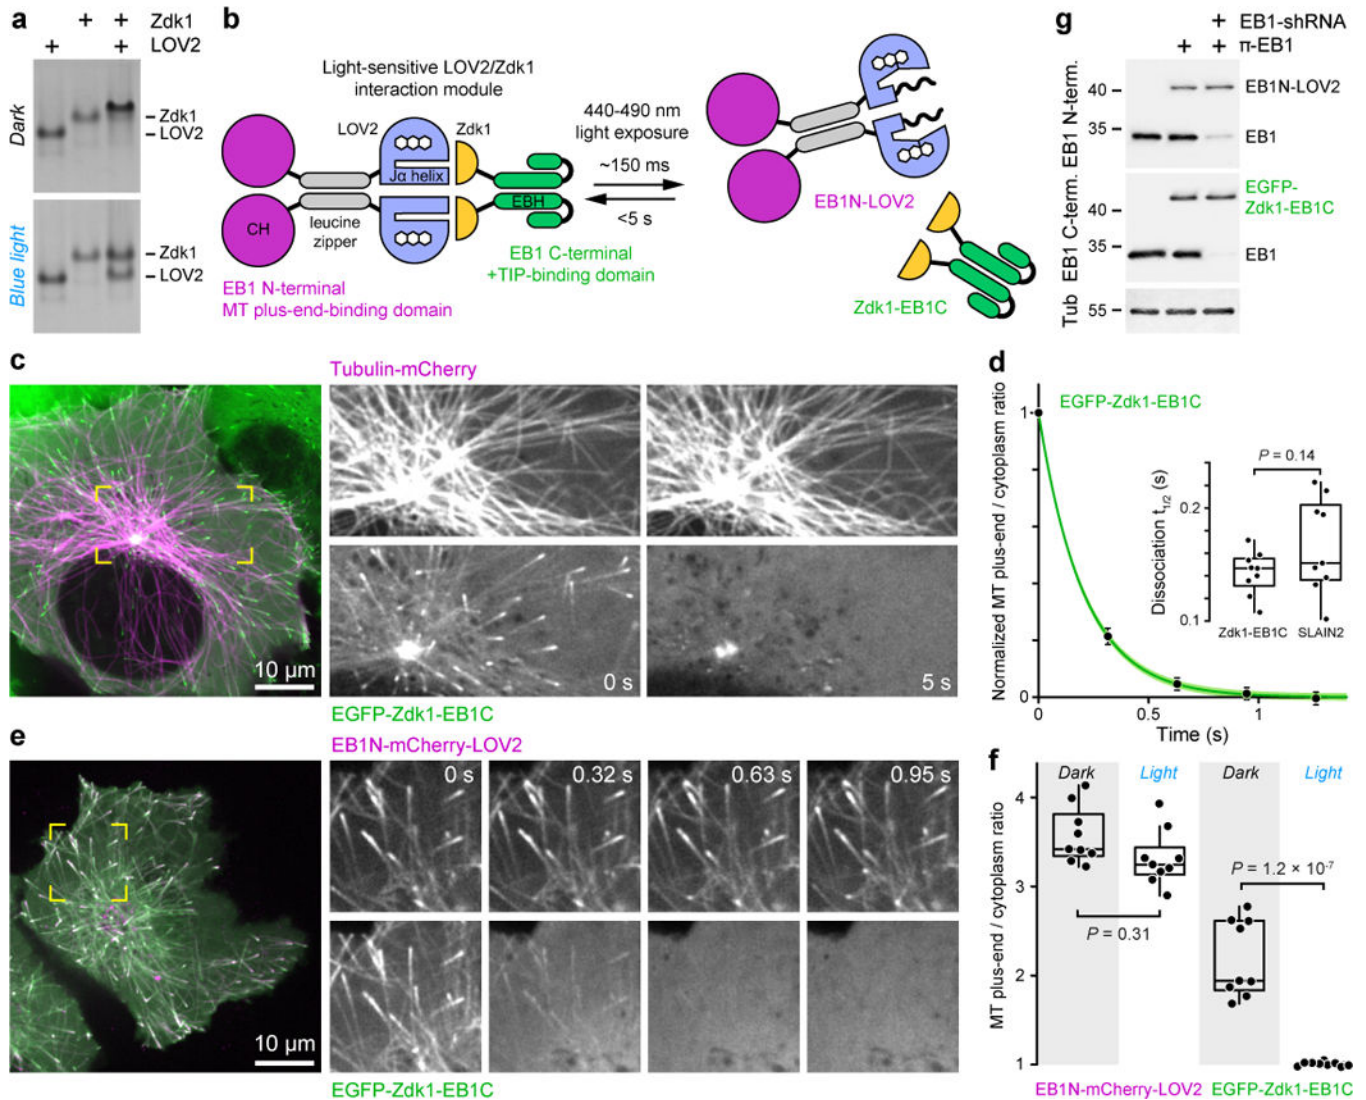 a
+ + Zdk1
+ + LOV2
Dark
Zdk1
LOV2
Blue light
Zdk1
LOV2
b
Light-sensitive LOV2/Zdk1
interaction module
LOV2
Zdk1
Jα helix
EBH
CH
leucine
zipper
EB1 C-terminal
+TIP-binding domain
EB1 N-terminal
MT plus-end-binding domain
440-490 nm
light exposure
~150 ms
<5 s
EB1N-LOV2
Zdk1-EB1C
g
+ EB1-shRNA
+ + π-EB1
EB1 N-term.
40
35
EB1N-LOV2
EB1
EB1 C-term.
40
35
EGFP-
Zdk1-EB1C
EB1
Tub
55
c
10 µm
Tubulin-mCherry
0 s
5 s
EGFP-Zdk1-EB1C
d
Normalized MT plus-end / cytoplasm ratio
1
0
0
0.5
1
Time (s)
EGFP-Zdk1-EB1C
P = 0.14
Dissociation t1/2 (s)
0.2
0.1
Zdk1-EB1C
SLAIN2
e
10 µm
EB1N-mCherry-LOV2
0 s
0.32 s
0.63 s
0.95 s
EGFP-Zdk1-EB1C
f
Dark
Light
Dark
Light
MT plus-end / cytoplasm ratio
4
3
2
1
P = 0.31
P = 1.2 × 10-7
EB1N-mCherry-LOV2
EGFP-Zdk1-EB1C